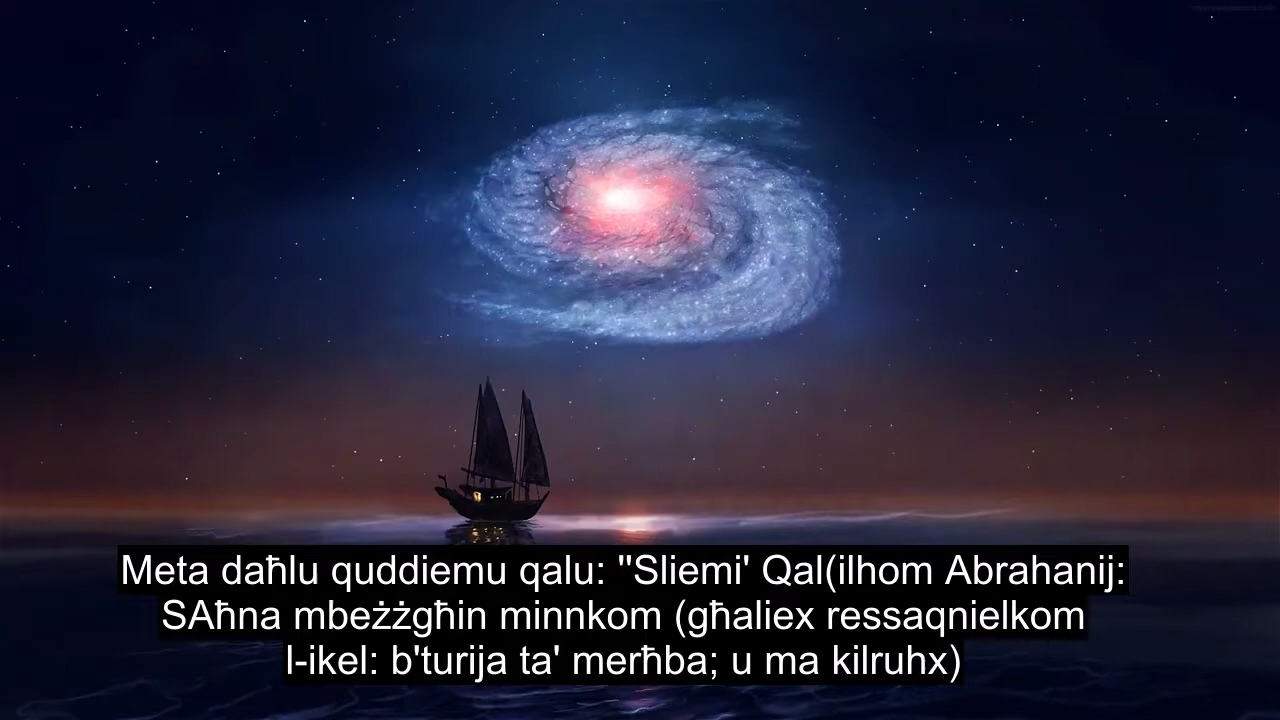 Meta daħlu quddiemu qalu: "Sliemi' Qal(ilhom Abrahanij:
SAħna mbeżżgħin minnkom (għaliex ressaqnielkom
l-ikel: b'turija ta' merħba; u ma kilruhx)